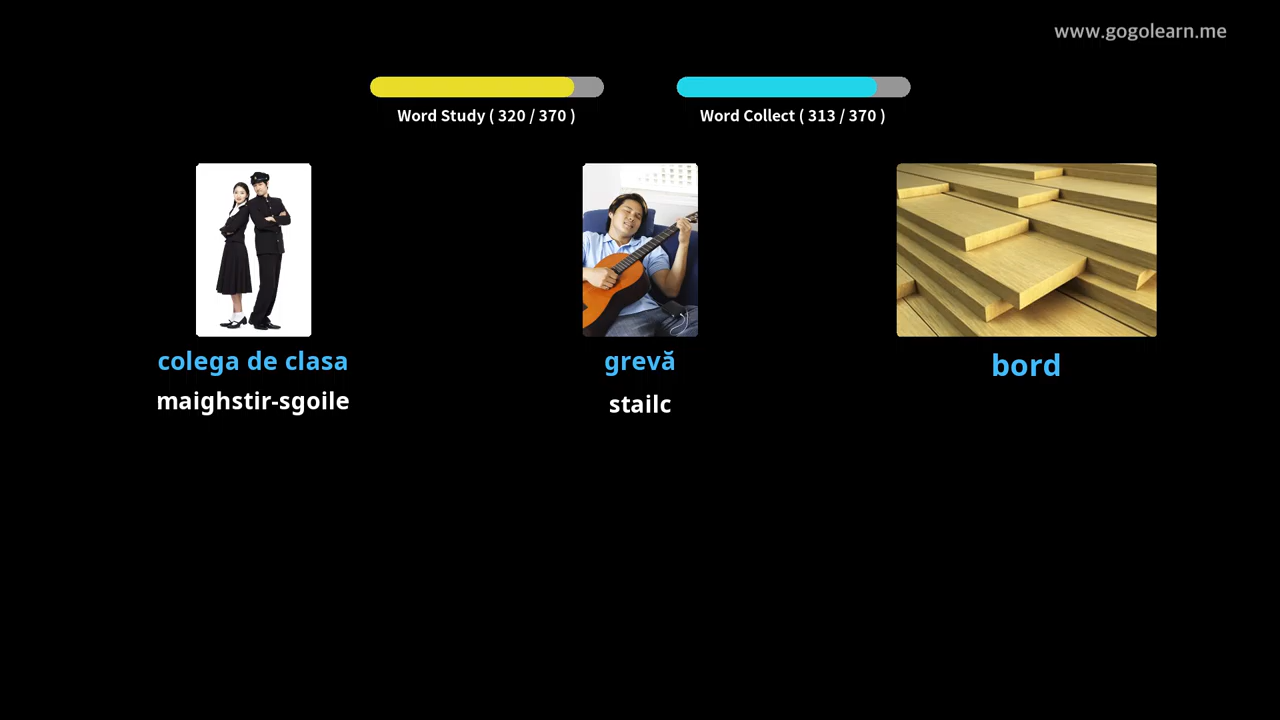 www.gogolearn.me
Word Study ( 320 / 370 )
Word Collect ( 313 / 370 )
colega de clasa
maighstir-sgoile
grevă
stailc
bord